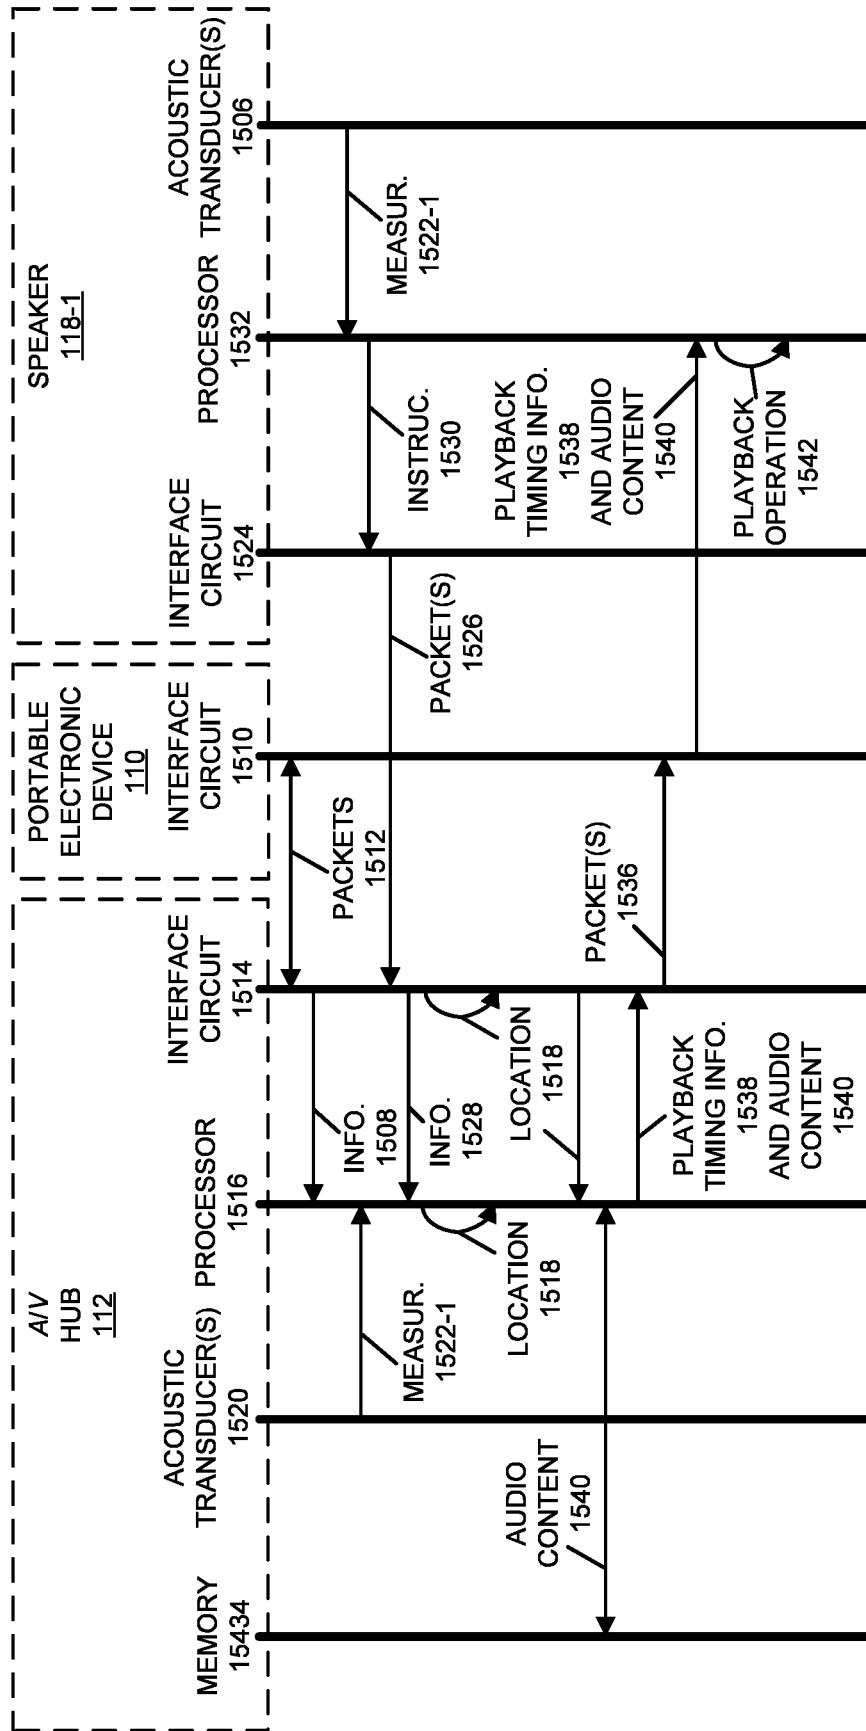 A/V
HUB
112
PORTABLE
ELECTRONIC
DEVICE
110
SPEAKER
118-1
MEMORY
15434
ACOUSTIC
TRANSDUCER(S)
1520
PROCESSOR
1516
INTERFACE
CIRCUIT
1514
INTERFACE
CIRCUIT
1510
INTERFACE
CIRCUIT
1524
PROCESSOR
1532
ACOUSTIC
TRANSDUCER(S)
1506
PACKETS
1512
INFO.
1508
MEASUR.
1522-1
MEASUR.
1522-1
INSTRUC.
1530
PACKET(S)
1526
INFO.
1528
LOCATION
1518
LOCATION
1518
AUDIO
CONTENT
1540
PLAYBACK
TIMING INFO.
1538
AND AUDIO
CONTENT
1540
PACKET(S)
1536
PLAYBACK
TIMING INFO.
1538
AND AUDIO
CONTENT
1540
PLAYBACK
OPERATION
1542